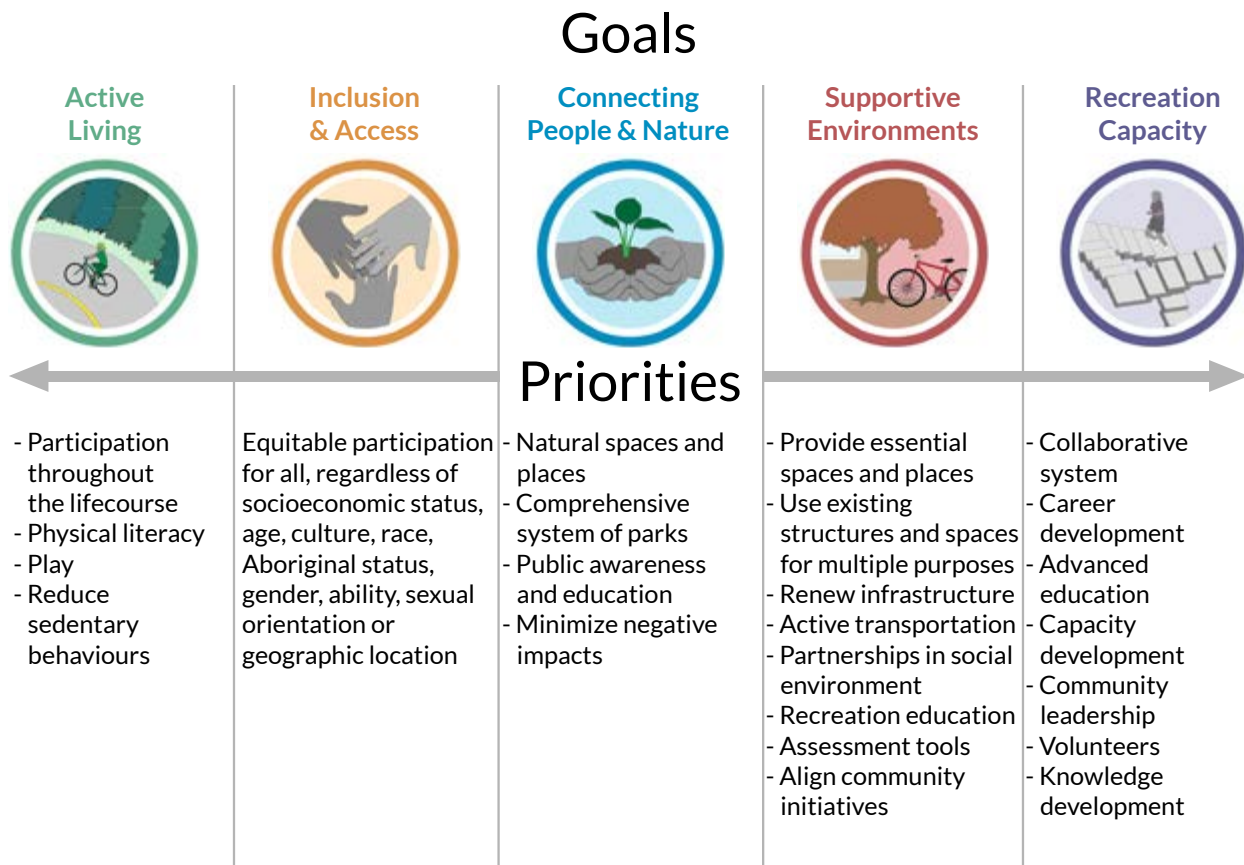 Goals
Active
Living
Inclusion
& Access
Connecting
People & Nature
Supportive
Environments
Recreation
Capacity
Priorities
- Participation
throughout
the lifecourse
- Physical literacy
- Play
- Reduce
sedentary
behaviours
Equitable participation
for all, regardless of
socioeconomic status,
age, culture, race,
Aboriginal status,
gender, ability, sexual
orientation or
geographic location
- Natural spaces and
places
- Comprehensive
system of parks
- Public awareness
and education
- Minimize negative
impacts
- Provide essential
spaces and places
- Use existing
structures and spaces
for multiple purposes
- Renew infrastructure
- Active transportation
- Partnerships in social
environment
- Recreation education
- Assessment tools
- Align community
initiatives
- Collaborative
system
- Career
development
- Advanced
education
- Capacity
development
- Community
leadership
- Volunteers
- Knowledge
development